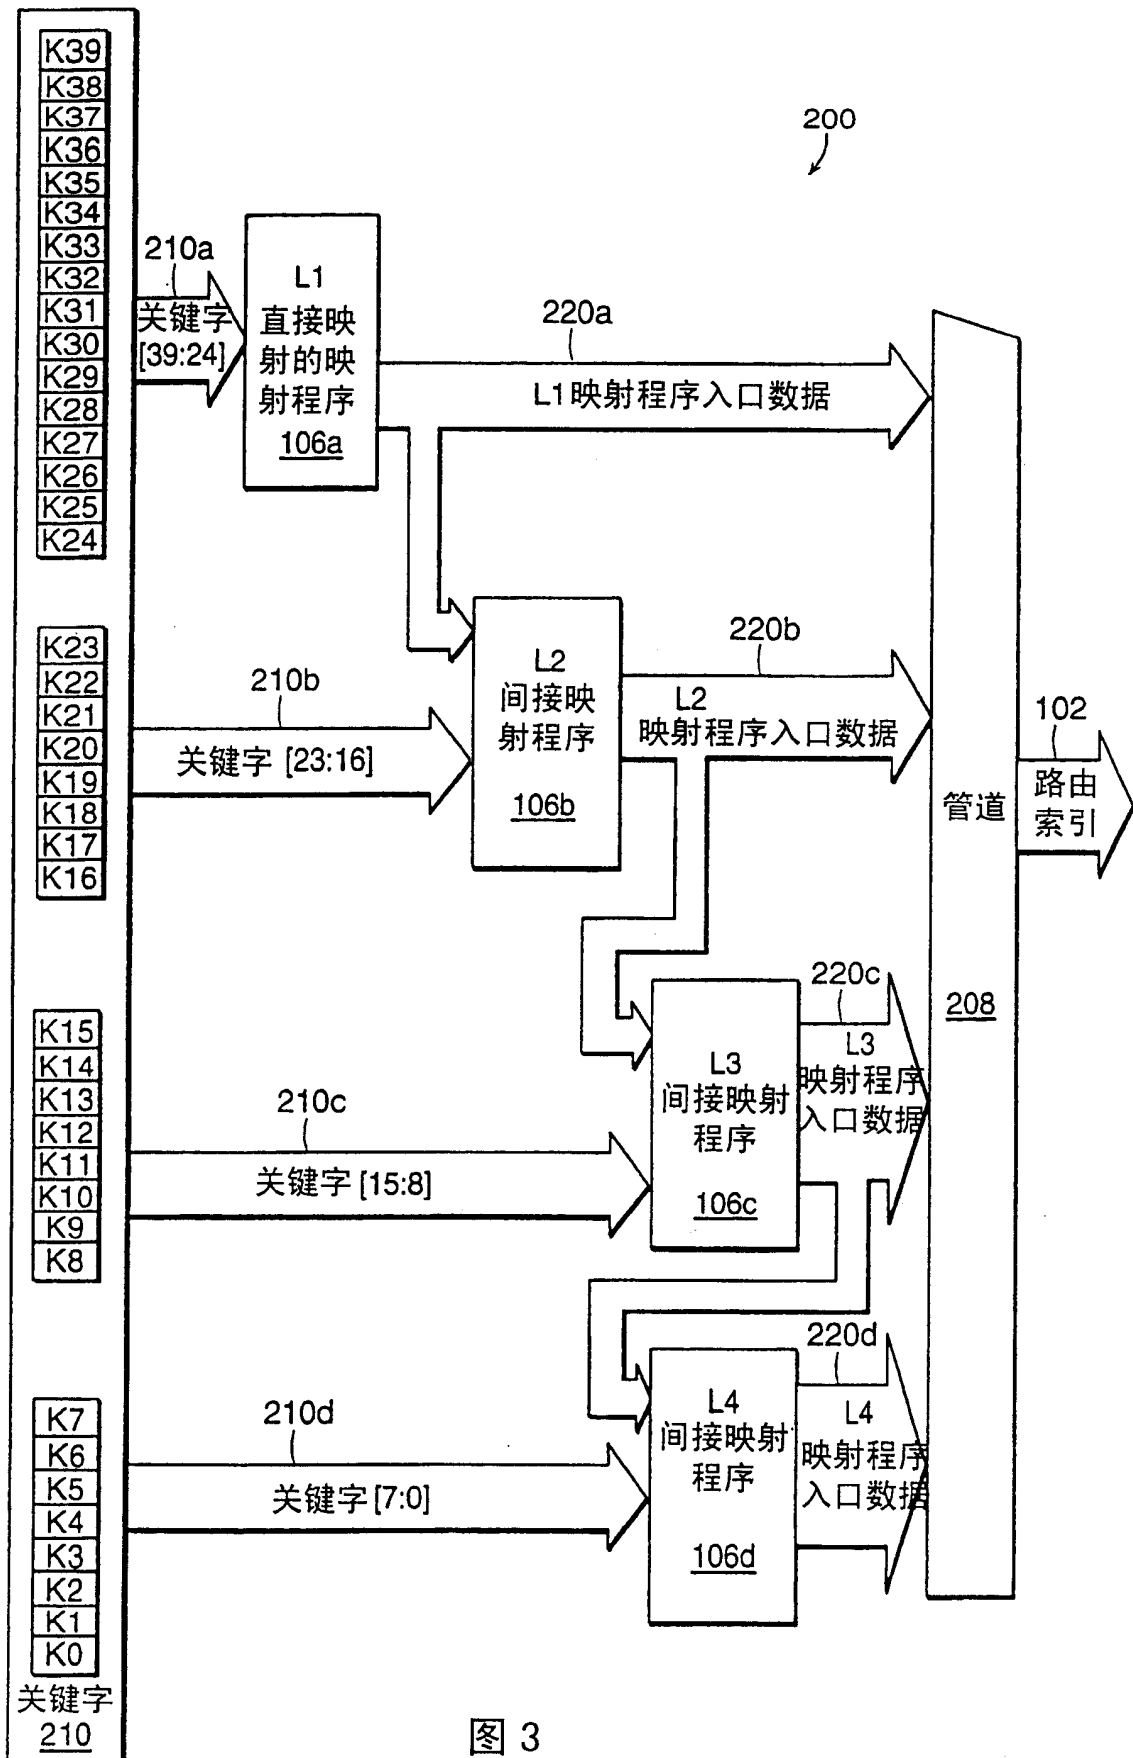 K39
K38
K37
K36
K35
K34
K33
K32
K31
K30
K29
K28
K27
K26
K25
K24
K23
K22
K21
K20
K19
K18
K17
K16
K15
K14
K13
K12
K11
K10
K9
K8
K7
K6
K5
K4
K3
K2
K1
K0
关键字
210
200
210a
关键字
[39:24]
L1
直接映
射的映
射程序
106a
220a
L1映射程序入口数据
210b
关键字 [23:16]
L2
间接映
射程序
106b
220b
L2
映射程序入口数据
210c
关键字 [15:8]
L3
间接映射
程序
106c
220c
L3
映射程序
入口数据
210d
关键字 [7:0]
L4
间接映射
程序
106d
220d
L4
映射程序
入口数据
管道
208
102
路由
索引
图 3